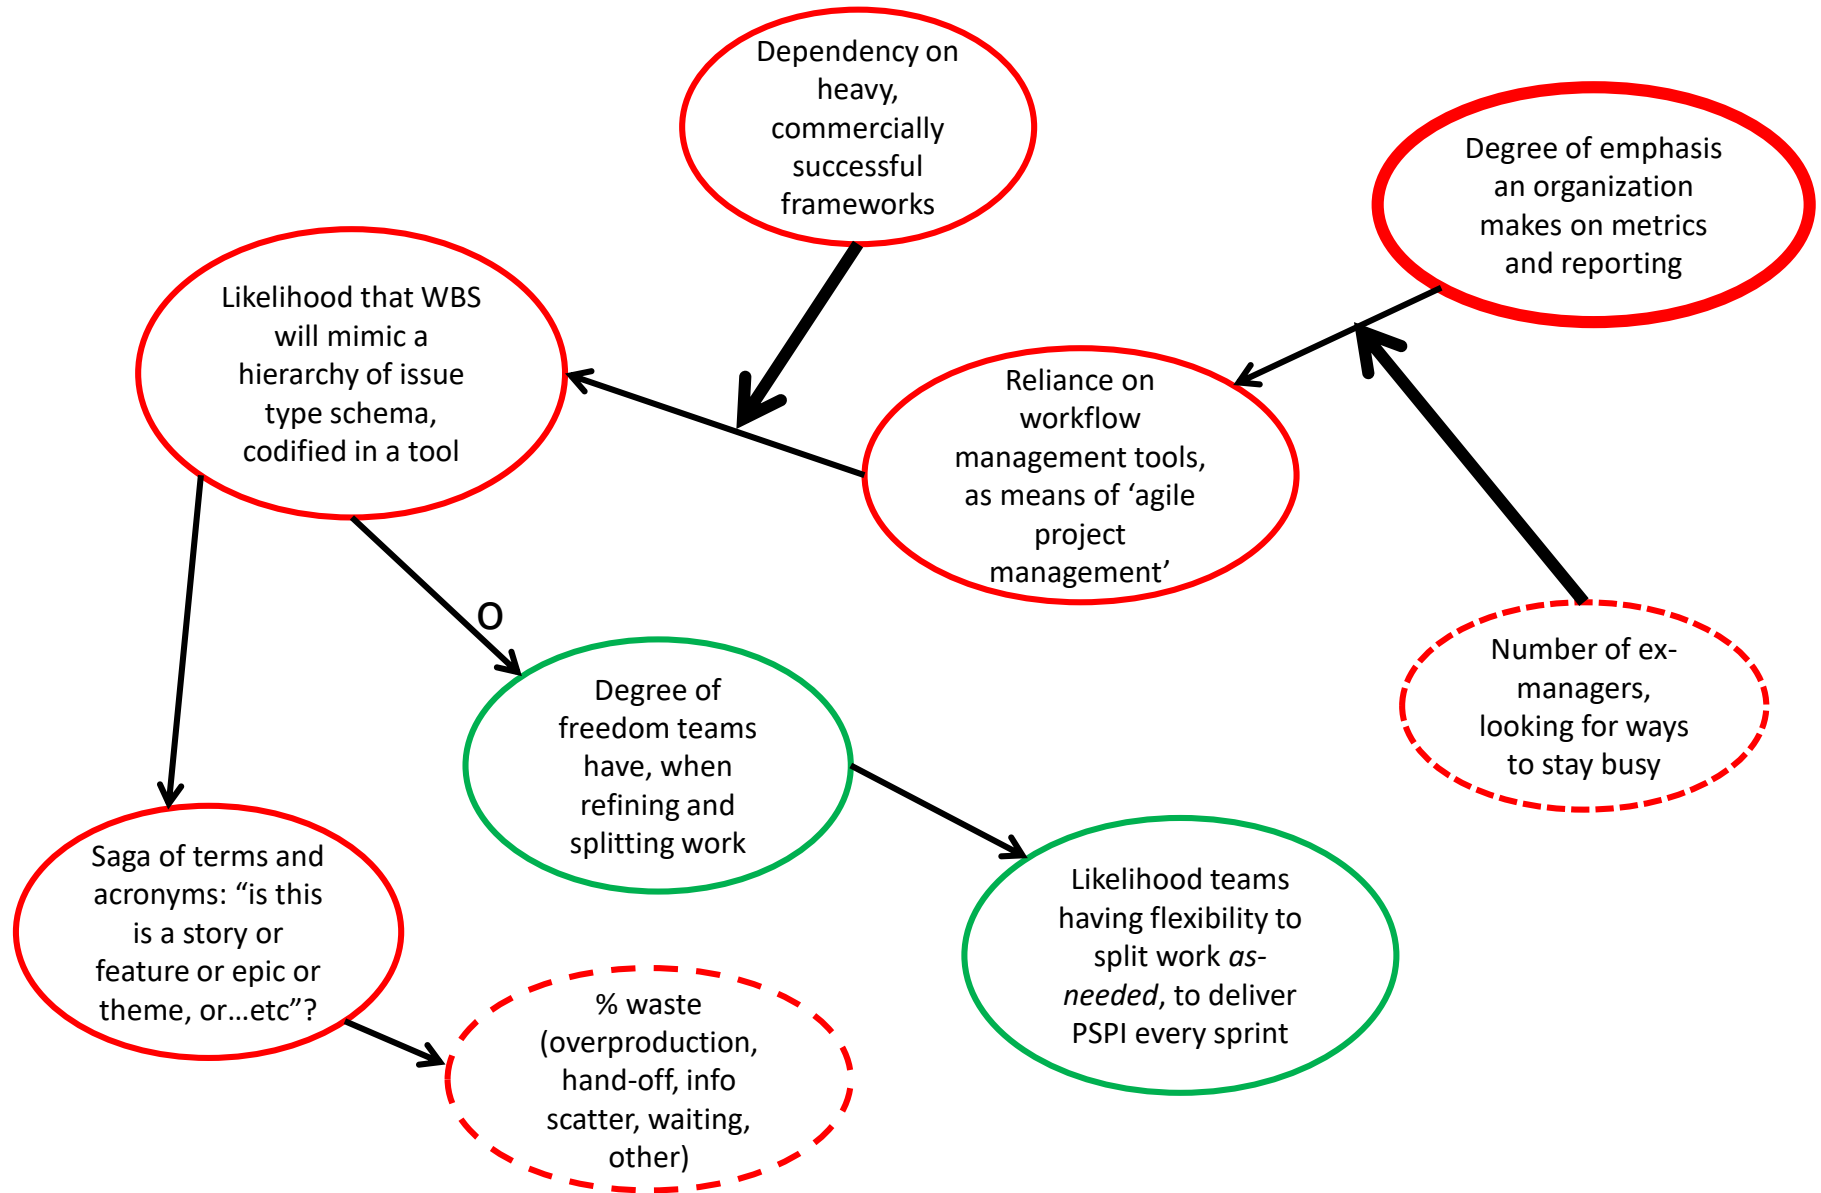 Dependency on
heavy,
commercially
successful
frameworks
Degree of emphasis
an organization
makes on metrics
and reporting
Likelihood that WBS
will mimic a
hierarchy of issue
type schema,
codified in a tool
Reliance on
workflow
management tools,
as means of ‘agile
project
management’
O
Number of ex-
managers,
looking for ways
to stay busy
Degree of
freedom teams
have, when
refining and
splitting work
Saga of terms and
acronyms: “is this
is a story or
feature or epic or
theme, or…etc”?
Likelihood teams
having flexibility to
split work as-
needed, to deliver
PSPI every sprint
% waste
(overproduction,
hand-off, info
scatter, waiting,
other)